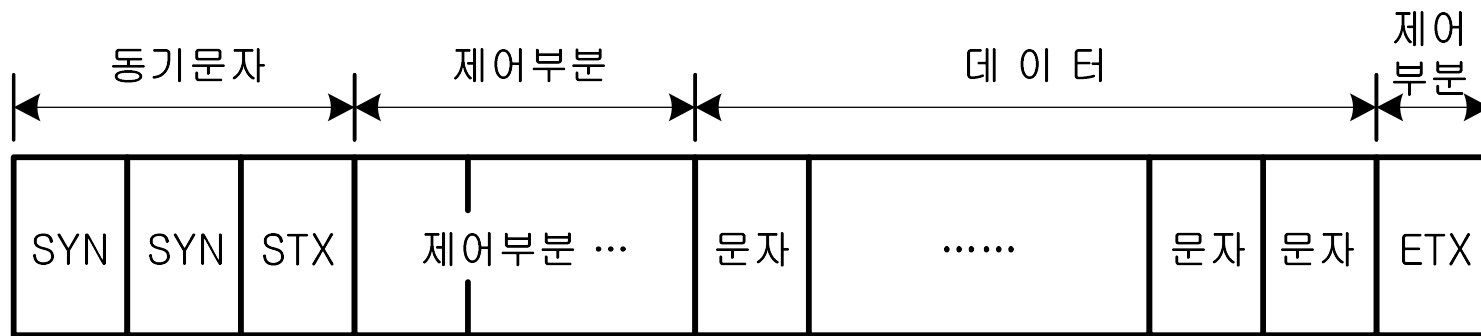 동기문자 제어부분 데 이 터 제어
부분
SYN SYN STX 제어부분 … 문자 …… 문자 문자 ETX